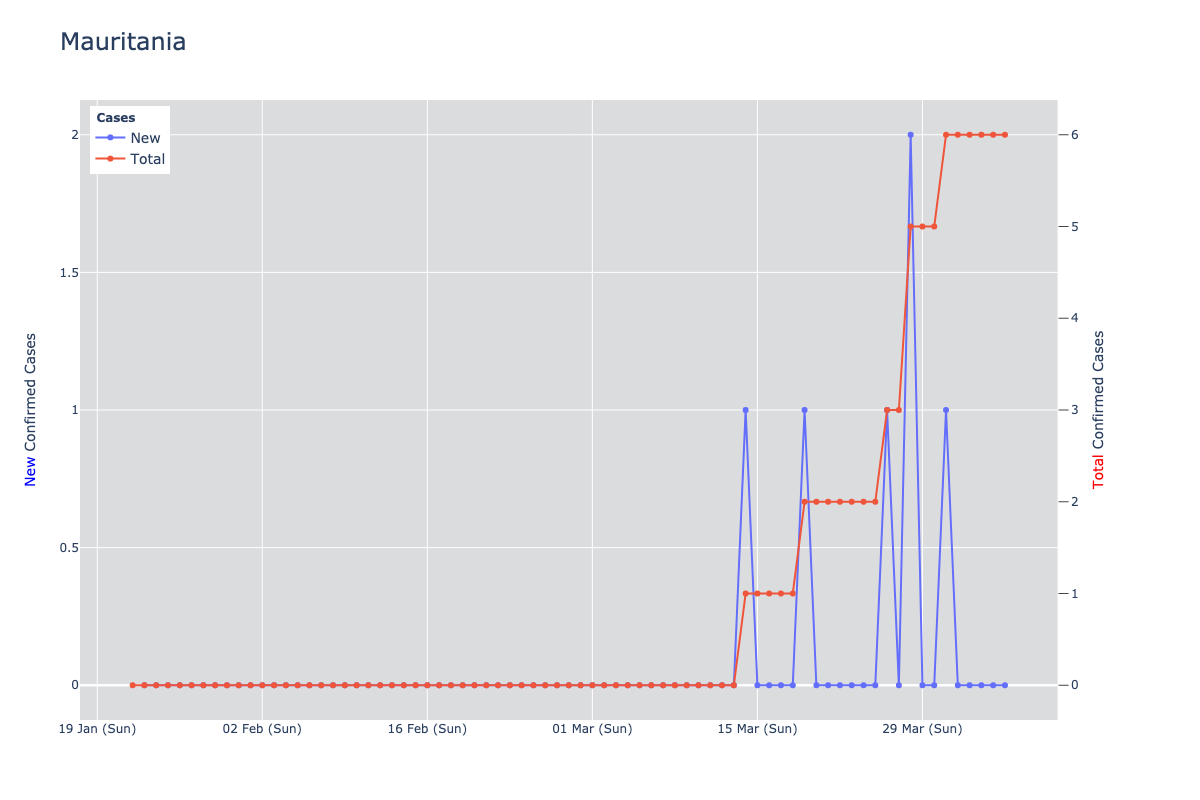 Mauritania
Cases
New
Total
2
1.5
1
0.5
0
6
5
4
3
2
1
0
New Confirmed Cases
Total Confirmed Cases
19 Jan (Sun)
02 Feb (Sun)
16 Feb (Sun)
01 Mar (Sun)
15 Mar (Sun)
29 Mar (Sun)